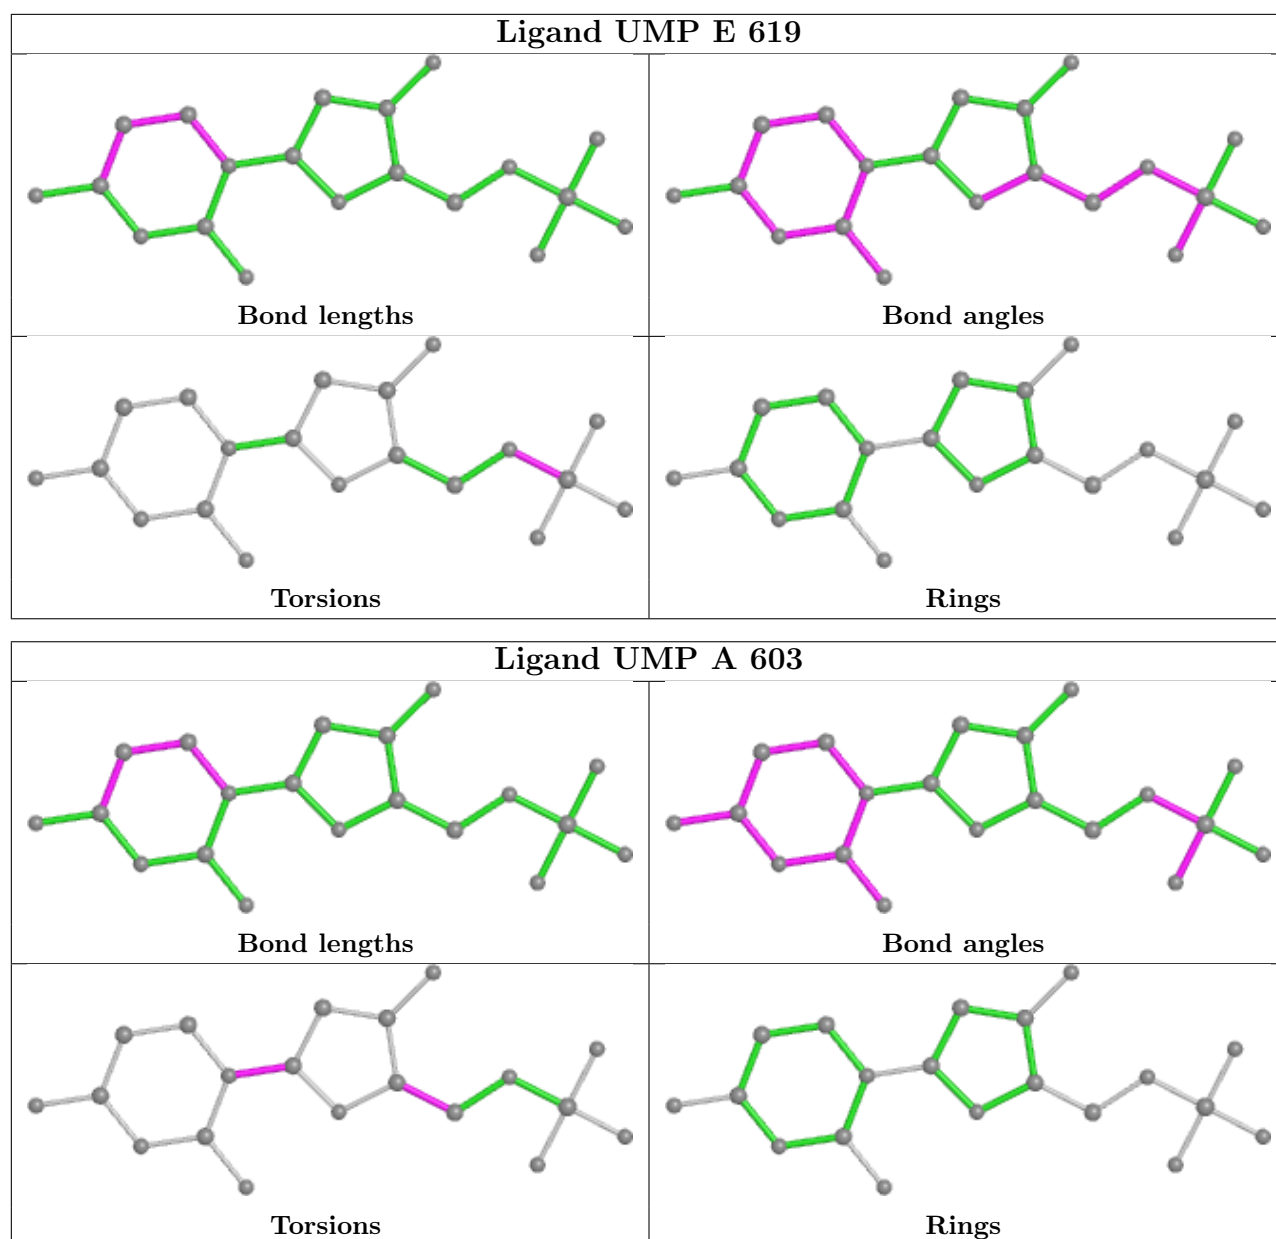 Ligand UMP E 619
Bond lengths
Bond angles
Torsions
Rings
Ligand UMP A 603
Bond lengths
Bond angles
Torsions
Rings